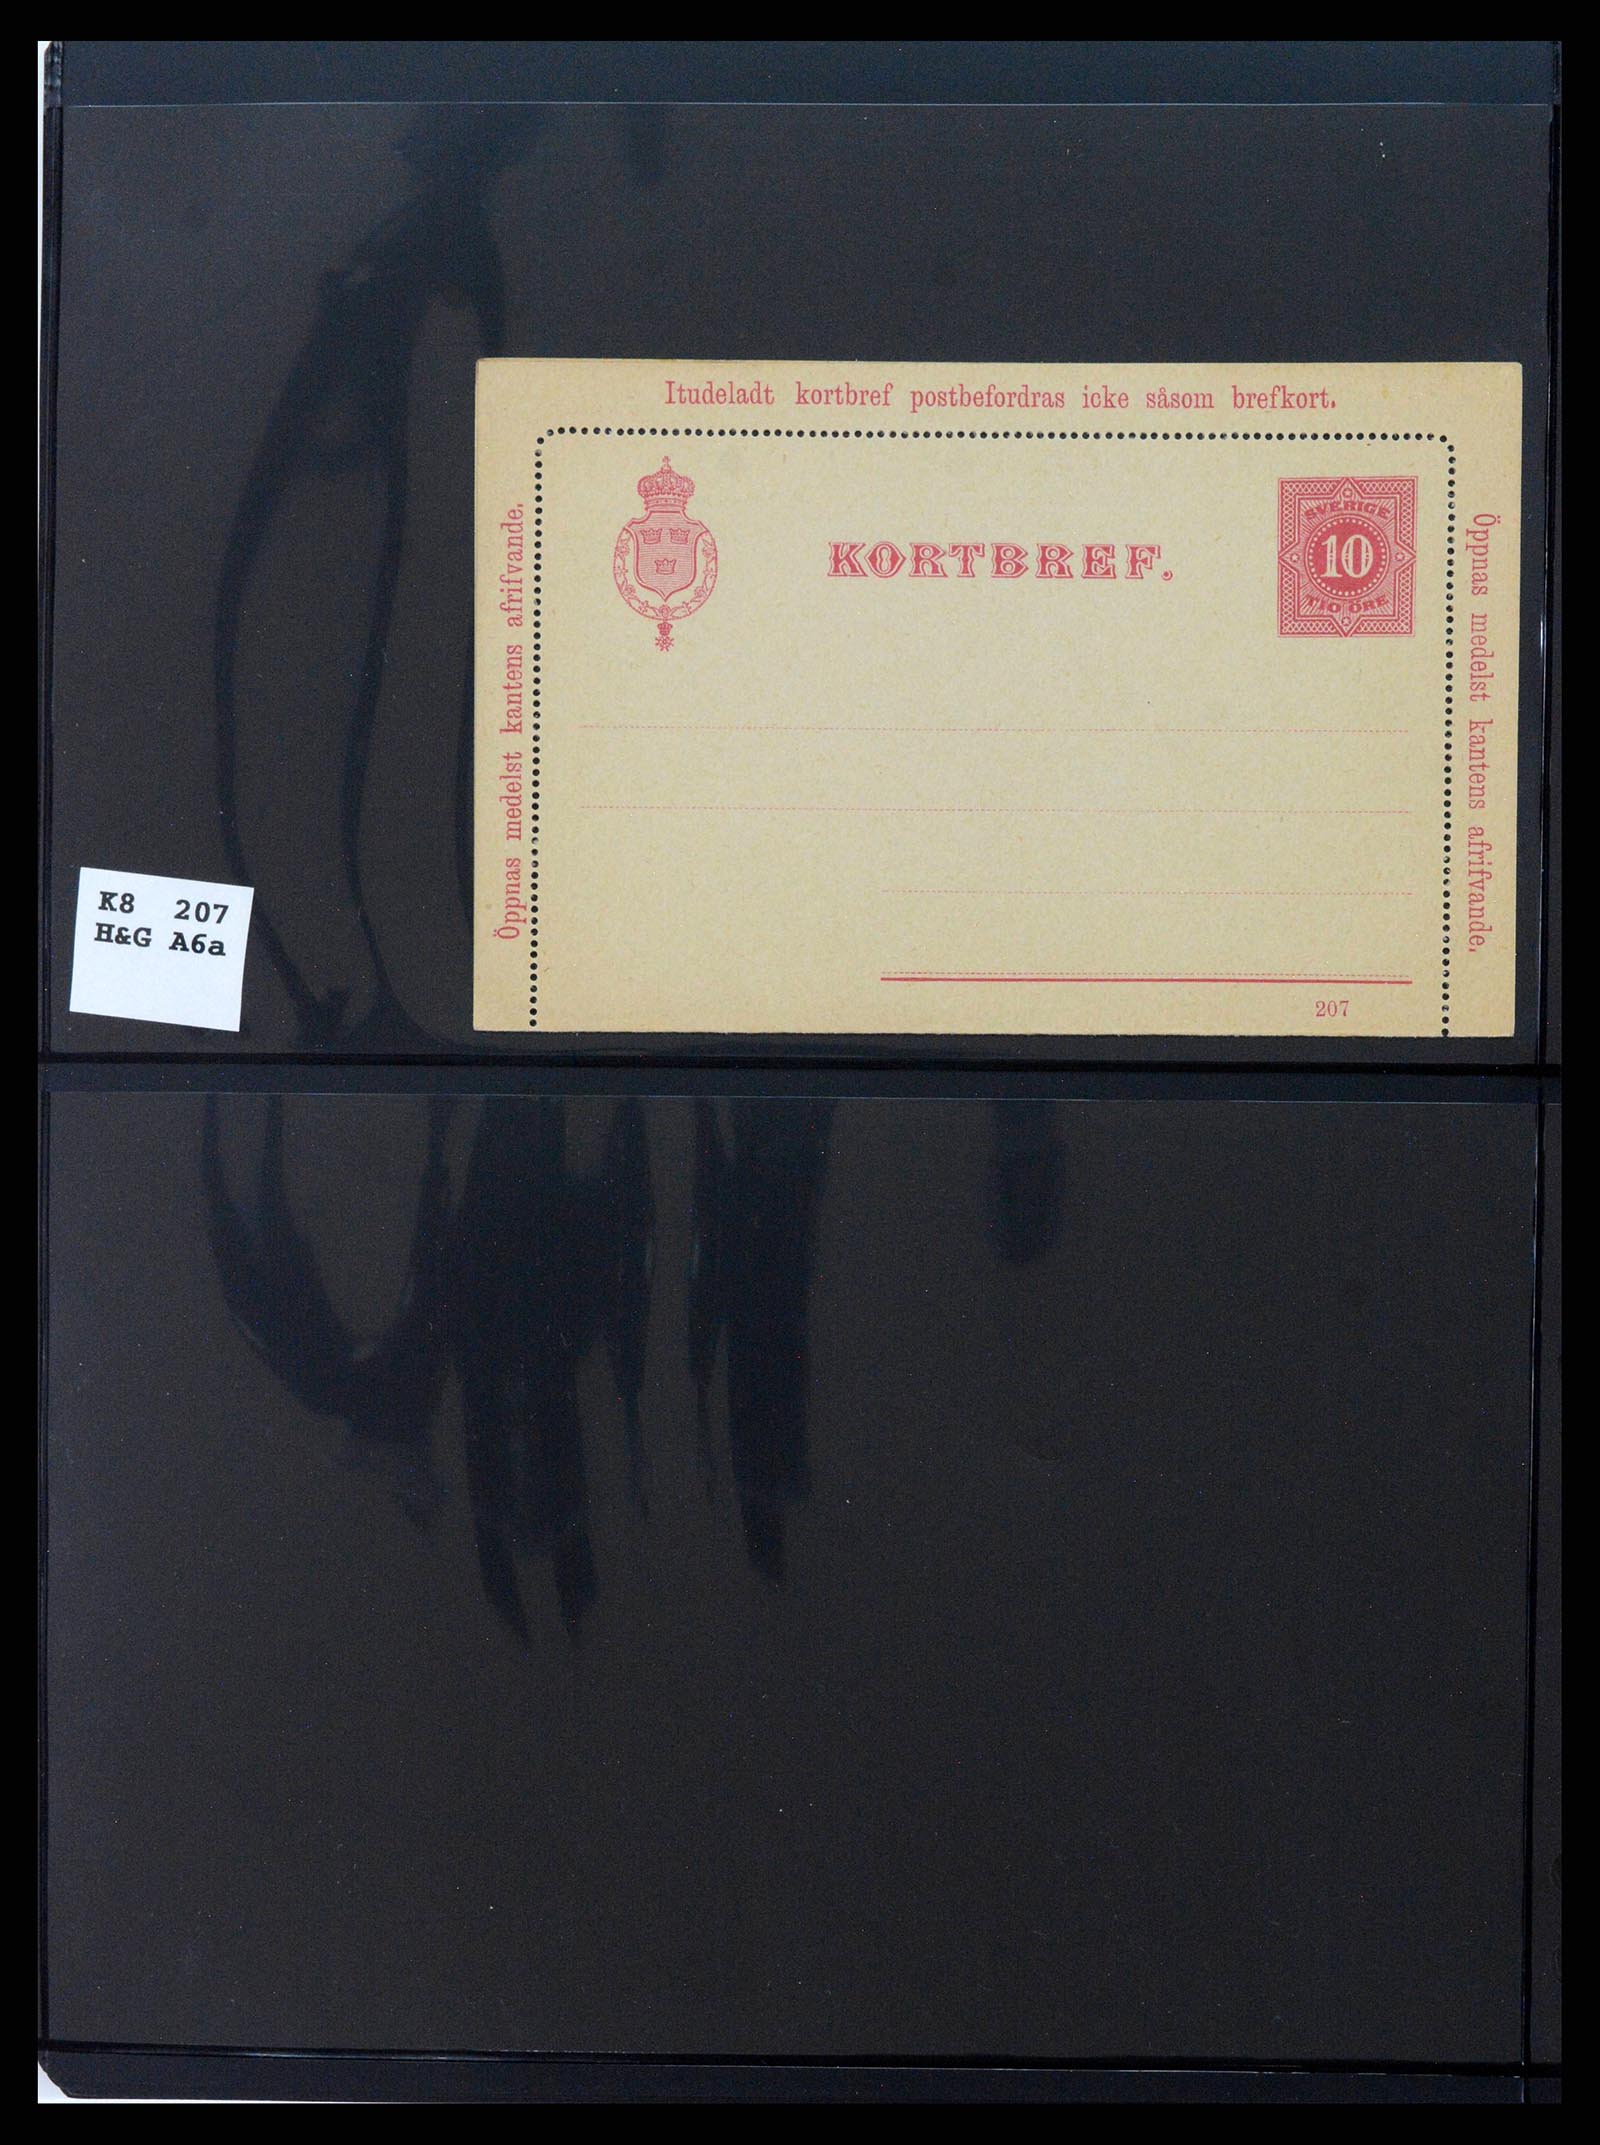 Itudeladt kortbref postbefordras icke såsom brefkort.
Öppnas medelst kantens afrifvande.
KORTBREF.
SVERIGE
10
TIO ÖRE
Öppnas medelst kantens afrifvande.
207
K8 207
H&G A6a